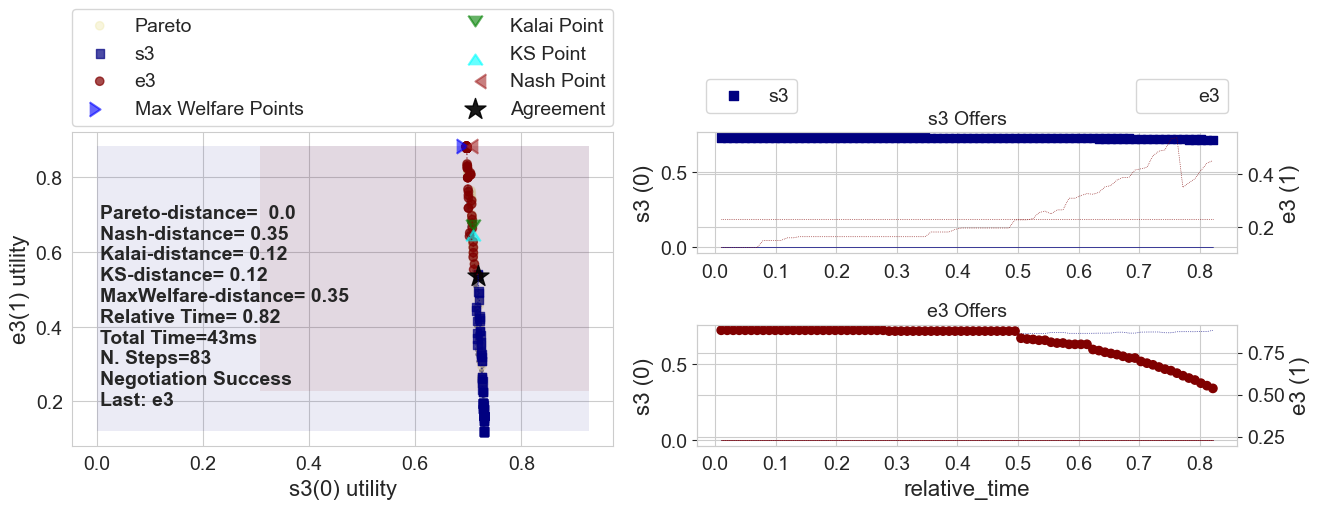 Pareto
s3
e3
Max Welfare Points
Kalai Point
KS Point
Nash Point
Agreement
e3(1) utility
0.8
0.6
0.4
0.2
Pareto-distance= 0.0
Nash-distance= 0.35
Kalai-distance= 0.12
KS-distance= 0.12
MaxWelfare-distance= 0.35
Relative Time= 0.82
Total Time=43ms
N. Steps=83
Negotiation Success
Last: e3
0.0 0.2 0.4 0.6 0.8
s3(0) utility
s3
e3
s3 Offers
s3 (0)
0.5
0.0
0.4
0.2
e3 (1)
0.0 0.1 0.2 0.3 0.4 0.5 0.6 0.7 0.8
e3 Offers
s3 (0)
0.5
0.0
0.75
0.50
0.25
e3 (1)
0.0 0.1 0.2 0.3 0.4 0.5 0.6 0.7 0.8
relative_time